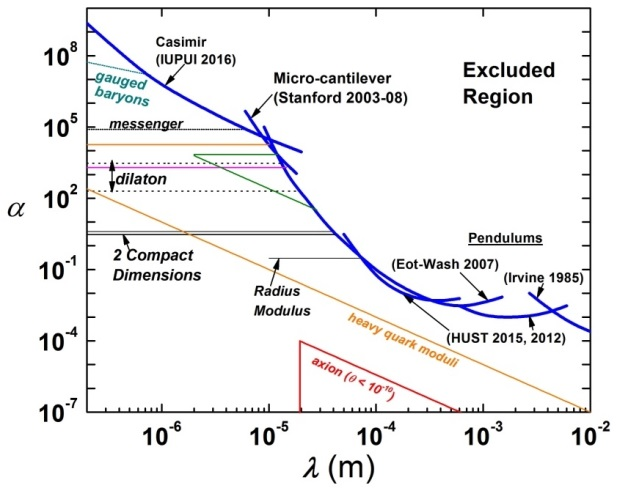 Casimir
(IUPUI 2016)
10^8
gauged
baryons
Micro-cantilever
(Stanford 2003-08)
Excluded
Region
10^5
messenger
dilaton
10^2
α
2 Compact
Dimensions
Pendulums
(Eot-Wash 2007)
(Irvine 1985)
10^-1
Radius
Modulus
(HUST 2015, 2012)
heavy quark moduli
10^-4
axion (θ < 10^-10)
10^-7
10^-6
10^-5
10^-4
10^-3
10^-2
λ (m)